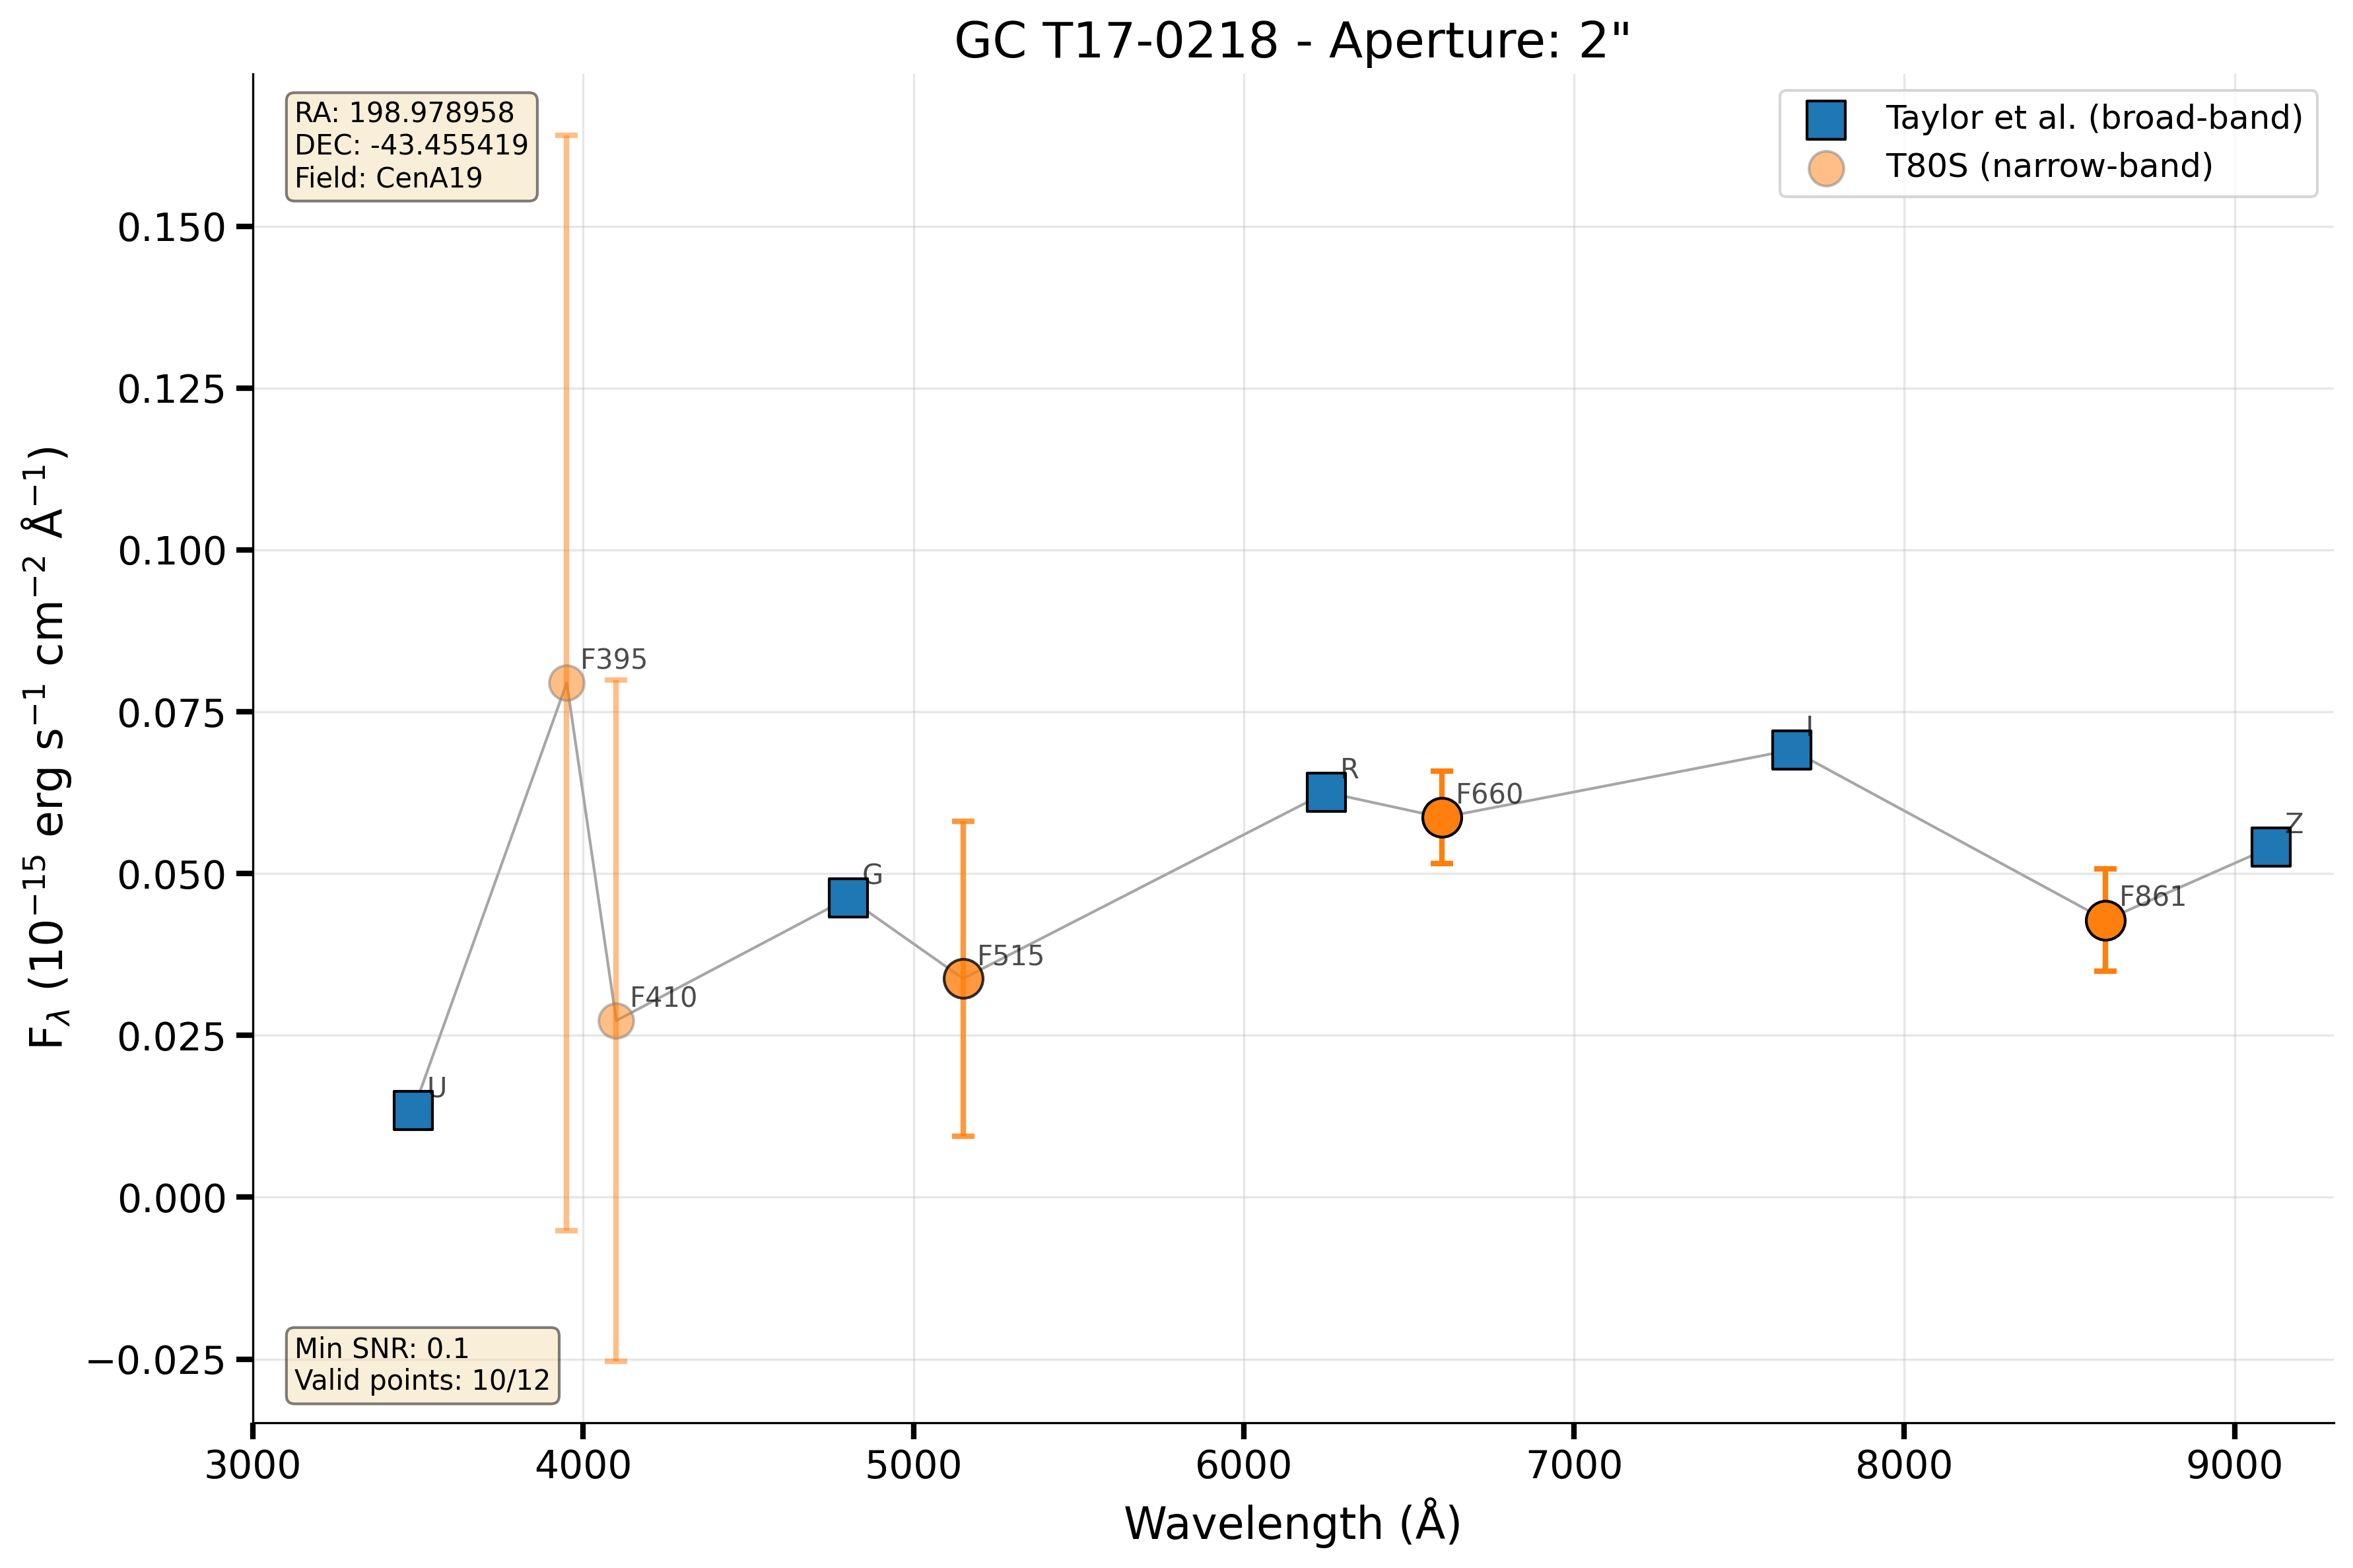 GC T17-0218 - Aperture: 2"
RA: 198.978958
DEC: -43.455419
Field: CenA19
Taylor et al. (broad-band)
T80S (narrow-band)
0.150
0.125
0.100
0.075
0.050
0.025
0.000
−0.025
F_λ (10⁻¹⁵ erg s⁻¹ cm⁻² Å⁻¹)
U
F395
F410
G
F515
R
F660
I
F861
Z
Min SNR: 0.1
Valid points: 10/12
3000 4000 5000 6000 7000 8000 9000
Wavelength (Å)